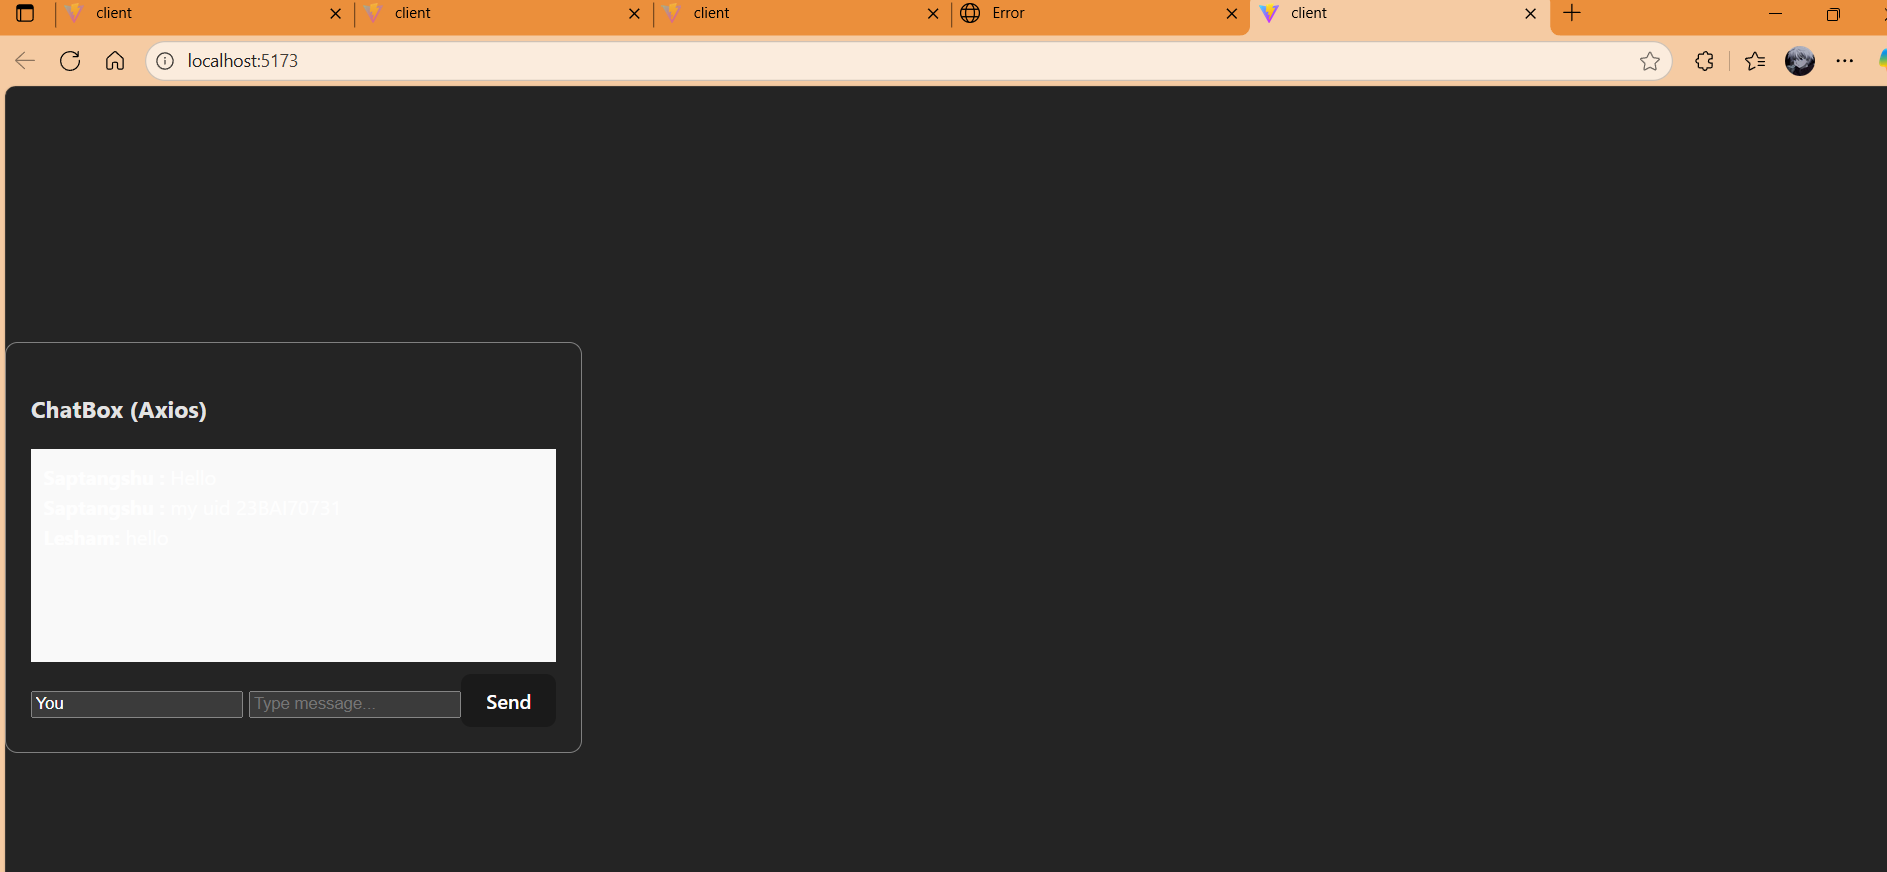 client client client Error client
localhost:5173
ChatBox (Axios)
Saptangshu : Hello
Saptangshu : my uid 23BAI70731
Lesham: hello
You Type message... Send